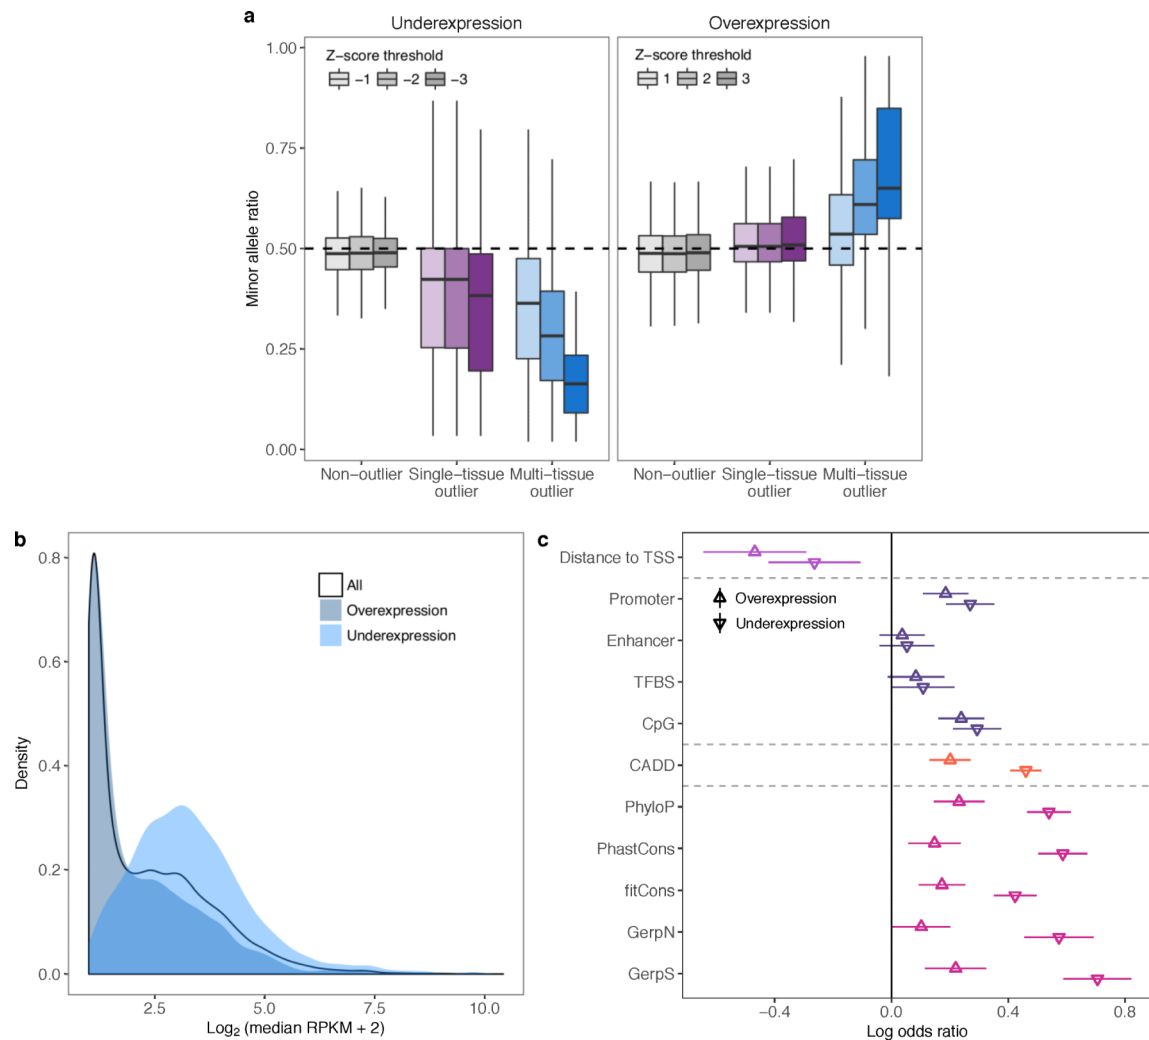 a
Underexpression
Overexpression
Z-score threshold
−1 −2 −3
Z-score threshold
1 2 3
Minor allele ratio
1.00
0.75
0.50
0.25
0.00
Non−outlier Single−tissue outlier Multi−tissue outlier
Non−outlier Single−tissue outlier Multi−tissue outlier
b
Density
0.8
0.6
0.4
0.2
0.0
All
Overexpression
Underexpression
2.5 5.0 7.5 10.0
Log2 (median RPKM + 2)
c
Distance to TSS
Promoter
Enhancer
TFBS
CpG
CADD
PhyloP
PhastCons
fitCons
GerpN
GerpS
Overexpression
Underexpression
−0.4 0.0 0.4 0.8
Log odds ratio